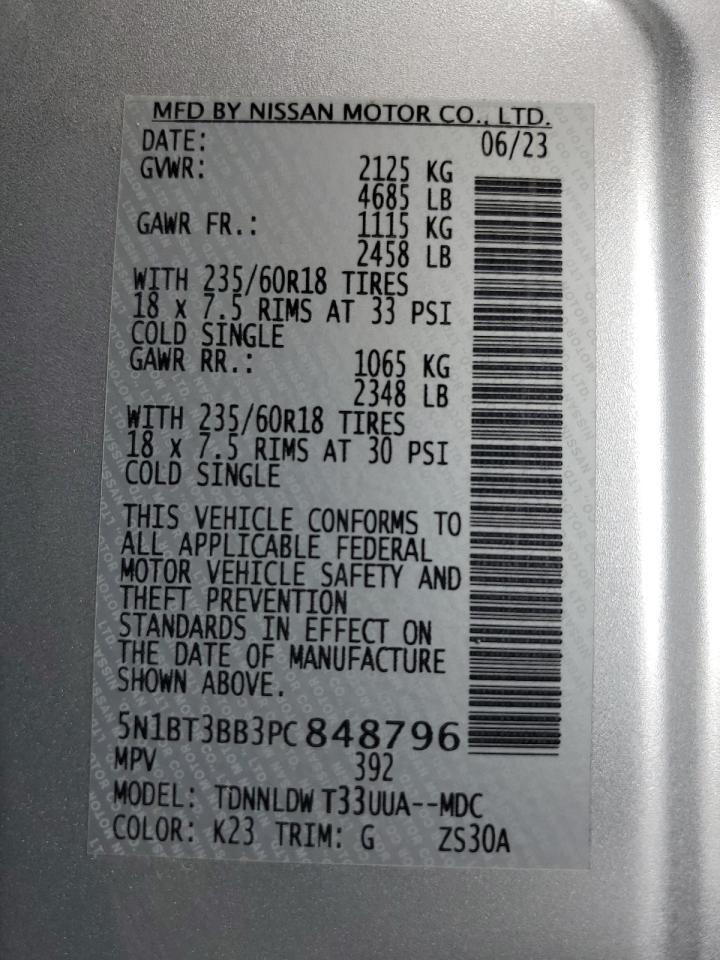 MFD BY NISSAN MOTOR CO., LTD.
DATE: 06/23
GVWR: 2125 KG
4685 LB
GAWR FR.: 1115 KG
2458 LB
WITH 235/60R18 TIRES
18 x 7.5 RIMS AT 33 PSI
COLD SINGLE
GAWR RR.: 1065 KG
2348 LB
WITH 235/60R18 TIRES
18 x 7.5 RIMS AT 30 PSI
COLD SINGLE
THIS VEHICLE CONFORMS TO
ALL APPLICABLE FEDERAL
MOTOR VEHICLE SAFETY AND
THEFT PREVENTION
STANDARDS IN EFFECT ON
THE DATE OF MANUFACTURE
SHOWN ABOVE.
5N1BT3BB3PC848796
MPV 392
MODEL: TDNNLDW T33UUA--MDC
COLOR: K23 TRIM: G ZS30A